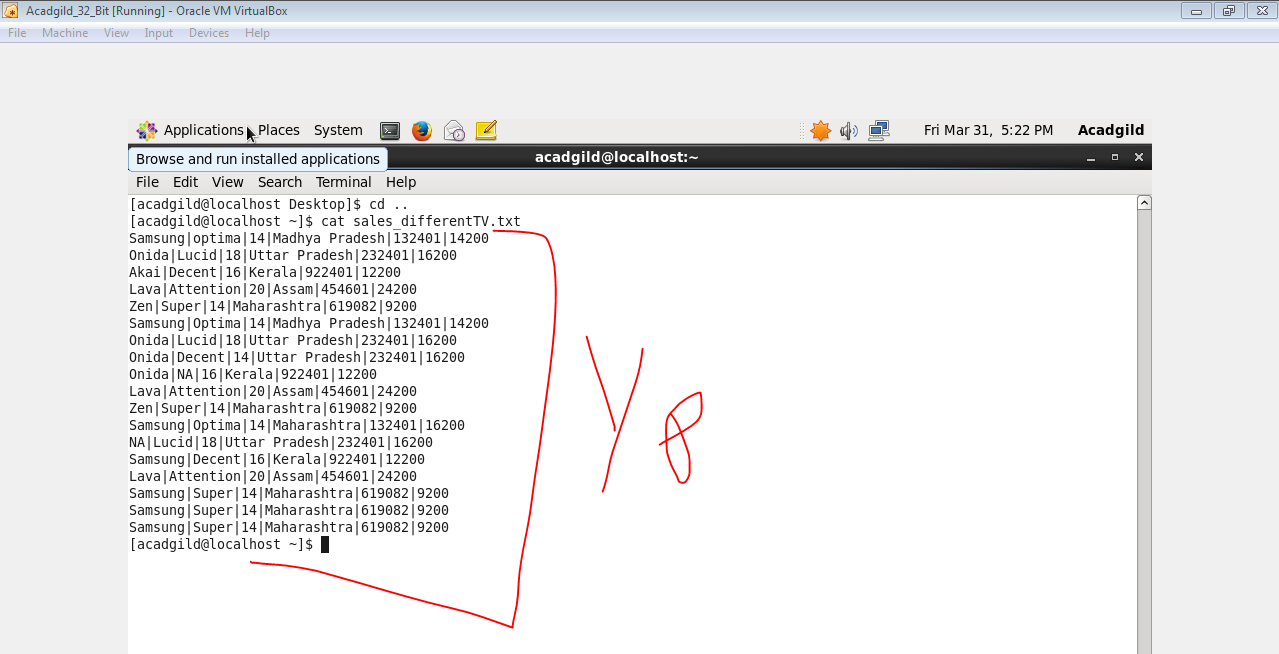 Acadgild_32_Bit [Running] - Oracle VM VirtualBox
File Machine View Input Devices Help
Applications Places System Fri Mar 31, 5:22 PM Acadgild
Browse and run installed applications
acadgild@localhost:~
File Edit View Search Terminal Help
[acadgild@localhost Desktop]$ cd ..
[acadgild@localhost ~]$ cat sales_differentTV.txt
Samsung|optima|14|Madhya Pradesh|132401|14200
Onida|Lucid|18|Uttar Pradesh|232401|16200
Akai|Decent|16|Kerala|922401|12200
Lava|Attention|20|Assam|454601|24200
Zen|Super|14|Maharashtra|619082|9200
Samsung|Optima|14|Madhya Pradesh|132401|14200
Onida|Lucid|18|Uttar Pradesh|232401|16200
Onida|Decent|14|Uttar Pradesh|232401|16200
Onida|NA|16|Kerala|922401|12200
Lava|Attention|20|Assam|454601|24200
Zen|Super|14|Maharashtra|619082|9200
Samsung|Optima|14|Maharashtra|132401|16200
NA|Lucid|18|Uttar Pradesh|232401|16200
Samsung|Decent|16|Kerala|922401|12200
Lava|Attention|20|Assam|454601|24200
Samsung|Super|14|Maharashtra|619082|9200
Samsung|Super|14|Maharashtra|619082|9200
Samsung|Super|14|Maharashtra|619082|9200
[acadgild@localhost ~]$